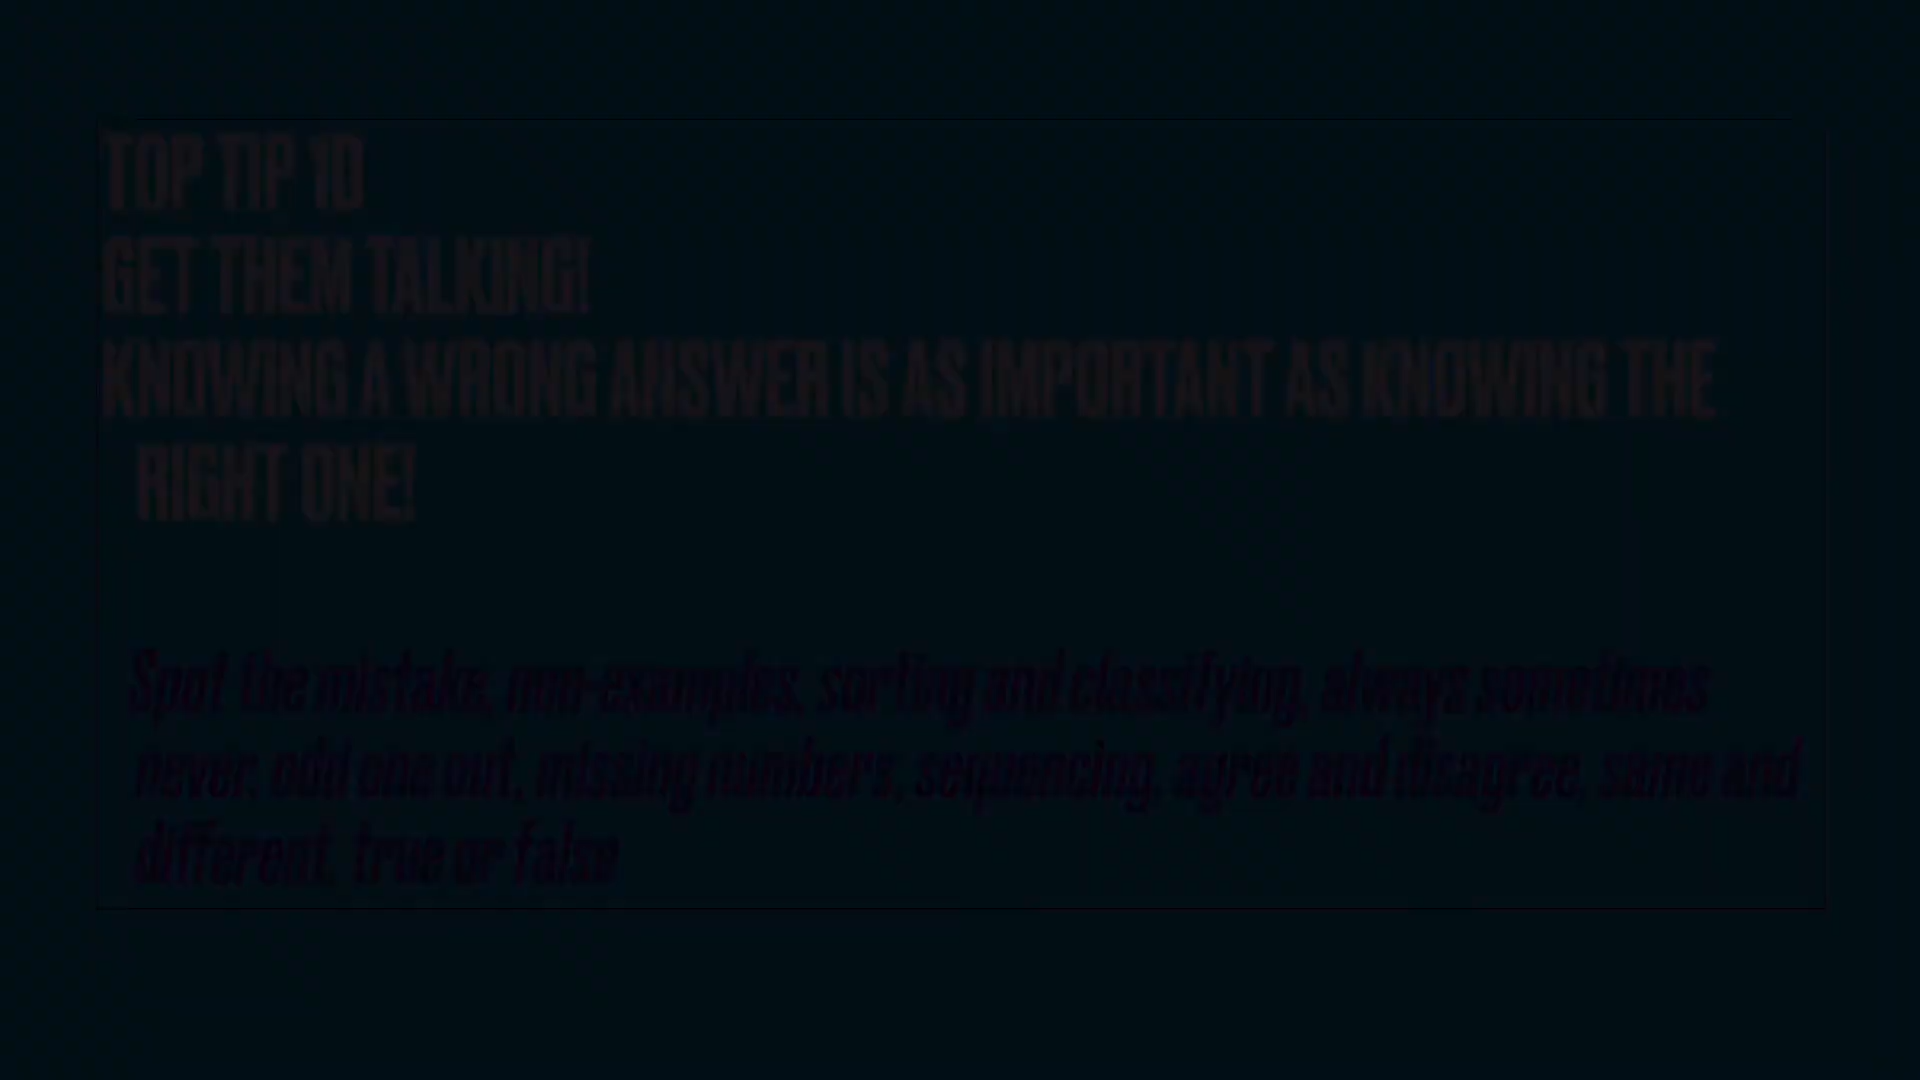 TOP TIP 10
GET THEM TALKING!
KNOWING A WRONG ANSWER IS AS IMPORTANT AS KNOWING THE
RIGHT ONE!
Spot the mistake, non-examples, sorting and classifying, always sometimes
never, odd one out, missing numbers, sequencing, agree and disagree, same and
different, true or false